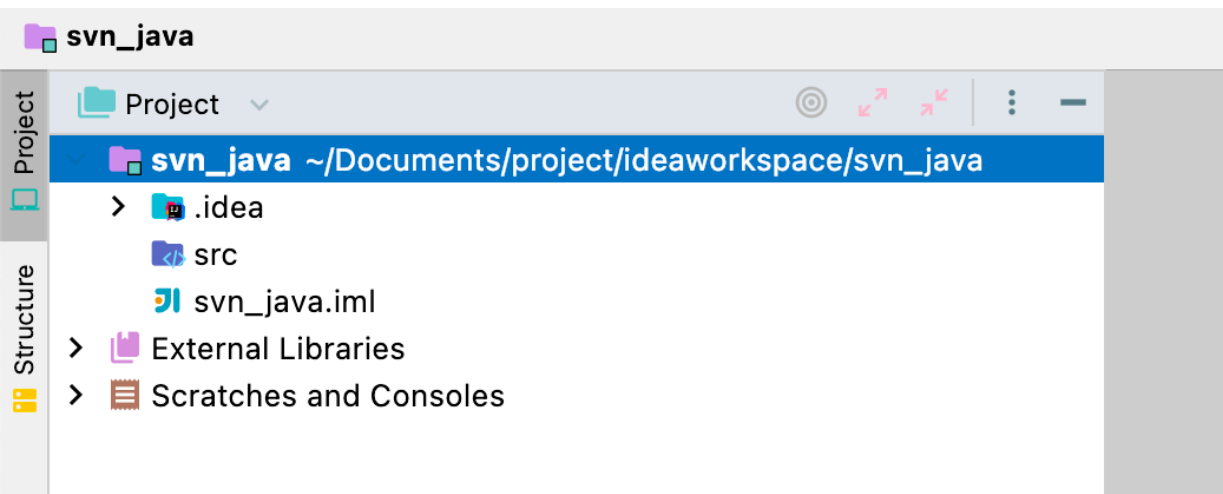 svn_java
Project
Project
svn_java ~/Documents/project/ideaworkspace/svn_java
.idea
src
svn_java.iml
Structure
External Libraries
Scratches and Consoles